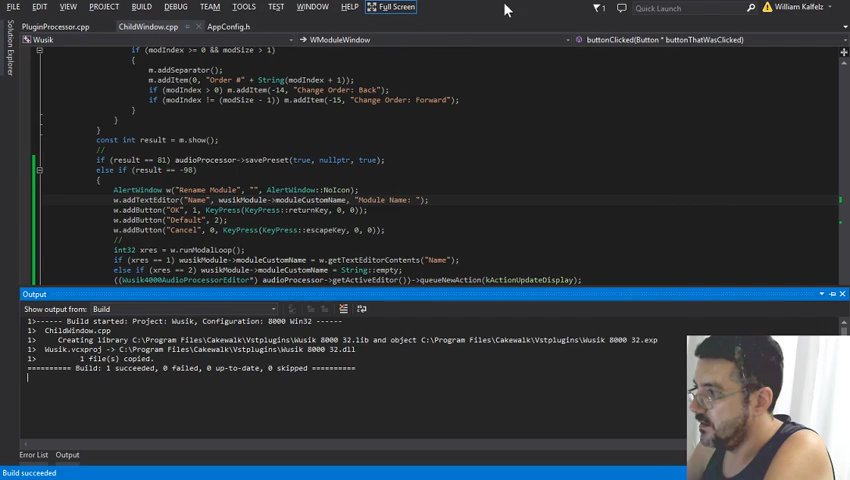 FILE EDIT VIEW PROJECT BUILD DEBUG TEAM TOOLS TEST WINDOW HELP Full Screen 1 Quick Launch William Kalfelz
PluginProcessor.cpp ChildWindow.cpp AppConfig.h
Solution Explorer
Wusik WModuleWindow buttonClicked(Button * buttonThatWasClicked)
if (modIndex >= 0 && modSize > 1)
{
m.addSeparator();
m.addItem(0, "Order #" + String(modIndex + 1));
if (modIndex > 0) m.addItem(-14, "Change Order: Back");
if (modIndex != (modSize - 1)) m.addItem(-15, "Change Order: Forward");
}
}
const int result = m.show();
//
if (result == 81) audioProcessor->savePreset(true, nullptr, true);
else if (result == -98)
{
AlertWindow w("Rename Module", "", AlertWindow::NoIcon);
w.addTextEditor("Name", wusikModule->moduleCustomName, "Module Name: ");
w.addButton("OK", 1, KeyPress(KeyPress::returnKey, 0, 0));
w.addButton("Default", 2);
w.addButton("Cancel", 0, KeyPress(KeyPress::escapeKey, 0, 0));
//
int32 xres = w.runModalLoop();
if (xres == 1) wusikModule->moduleCustomName = w.getTextEditorContents("Name");
else if (xres == 2) wusikModule->moduleCustomName = String::empty;
((Wusik4000AudioProcessorEditor*) audioProcessor->getActiveEditor())->queueNewAction(kActionUpdateDisplay);
Output
Show output from: Build
1>------ Build started: Project: Wusik, Configuration: 8000 Win32 ------
1> ChildWindow.cpp
1> Creating library C:\Program Files\Cakewalk\Vstplugins\Wusik 8000 32.lib and object C:\Program Files\Cakewalk\Vstplugins\Wusik 8000 32.exp
1> Wusik.vcxproj -> C:\Program Files\Cakewalk\Vstplugins\Wusik 8000 32.dll
1> 1 file(s) copied.
========== Build: 1 succeeded, 0 failed, 0 up-to-date, 0 skipped ==========
Error List Output
Build succeeded